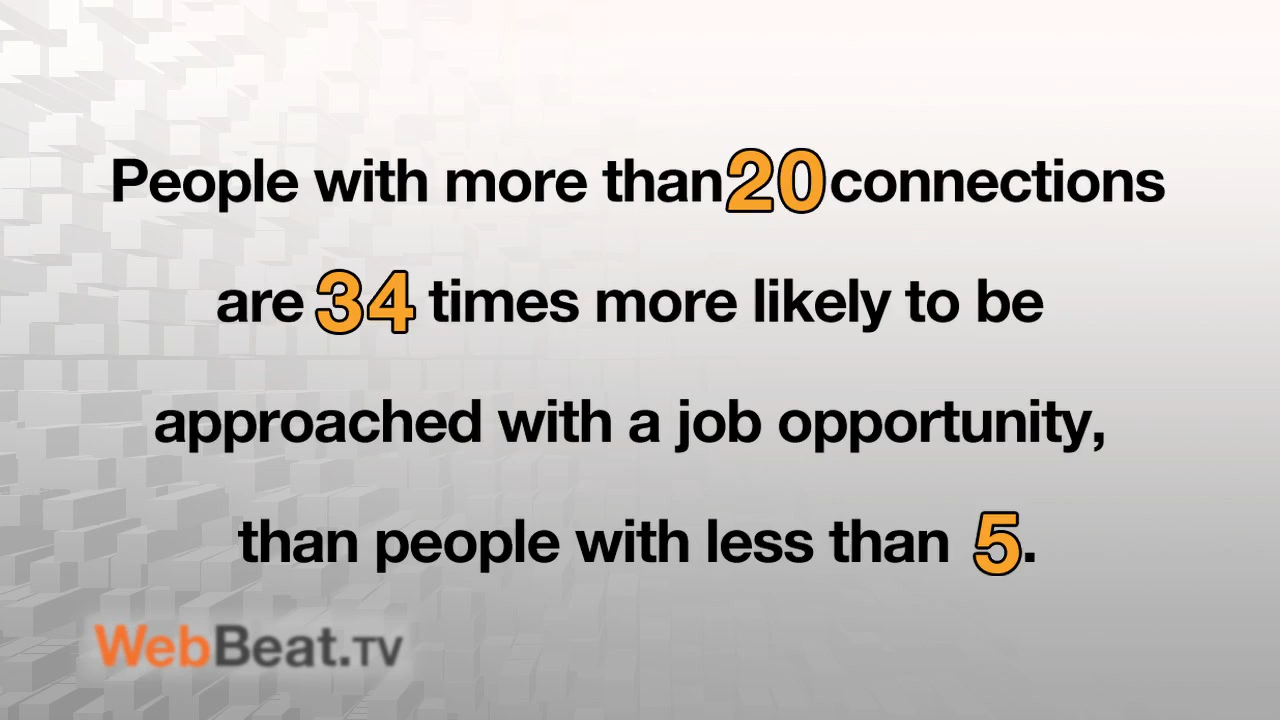 People with more than 20 connections
are 34 times more likely to be
approached with a job opportunity,
than people with less than 5.
WebBeat.TV